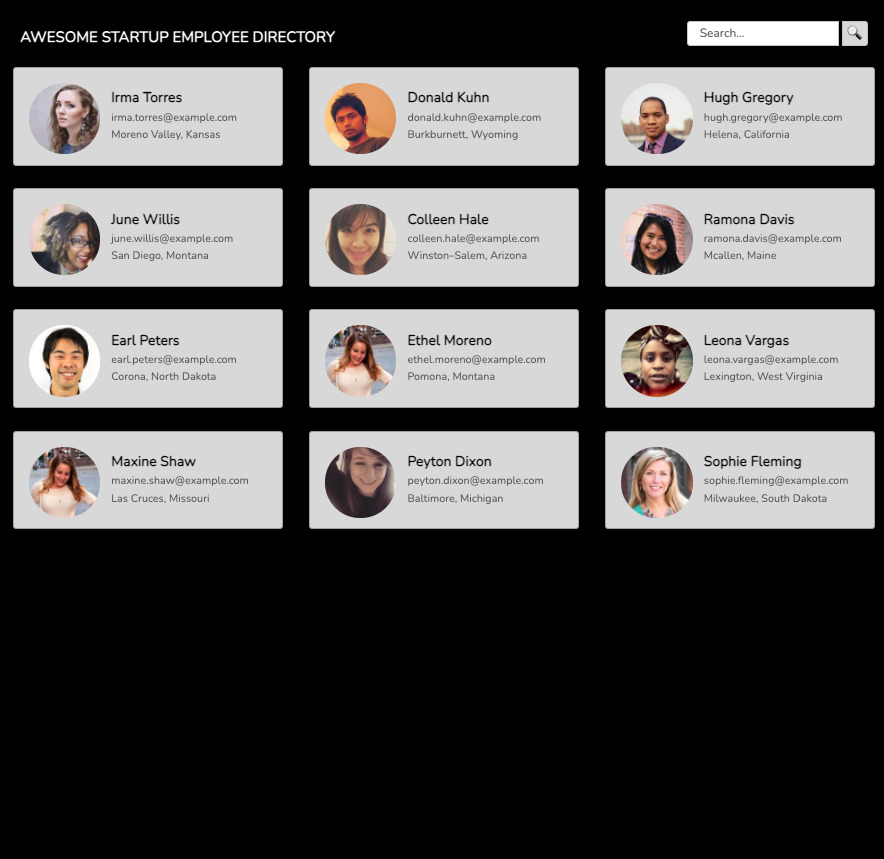 AWESOME STARTUP EMPLOYEE DIRECTORY
Search...
Irma Torres
irma.torres@example.com
Moreno Valley, Kansas
Donald Kuhn
donald.kuhn@example.com
Burkburnett, Wyoming
Hugh Gregory
hugh.gregory@example.com
Helena, California
June Willis
june.willis@example.com
San Diego, Montana
Colleen Hale
colleen.hale@example.com
Winston–Salem, Arizona
Ramona Davis
ramona.davis@example.com
Mcallen, Maine
Earl Peters
earl.peters@example.com
Corona, North Dakota
Ethel Moreno
ethel.moreno@example.com
Pomona, Montana
Leona Vargas
leona.vargas@example.com
Lexington, West Virginia
Maxine Shaw
maxine.shaw@example.com
Las Cruces, Missouri
Peyton Dixon
peyton.dixon@example.com
Baltimore, Michigan
Sophie Fleming
sophie.fleming@example.com
Milwaukee, South Dakota